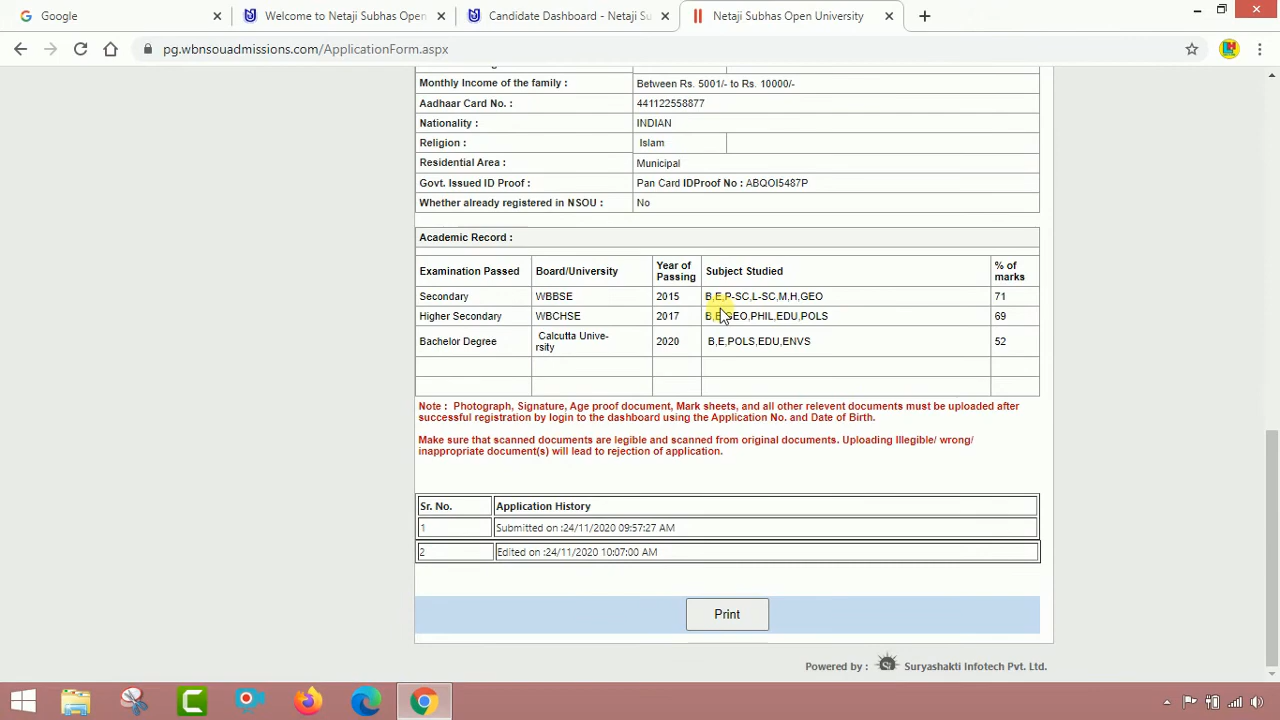 Google
Welcome to Netaji Subhas Open
Candidate Dashboard - Netaji Su
Netaji Subhas Open University
pg.wbnsouadmissions.com/ApplicationForm.aspx
Monthly Income of the family : Between Rs. 5001/- to Rs. 10000/-
Aadhaar Card No. : 441122558877
Nationality : INDIAN
Religion : Islam
Residential Area : Municipal
Govt. Issued ID Proof : Pan Card IDProof No : ABQOI5487P
Whether already registered in NSOU : No
Academic Record :
Examination Passed Board/University Year of Passing Subject Studied % of marks
Secondary WBBSE 2015 B,E,P-SC,L-SC,M,H,GEO 71
Higher Secondary WBCHSE 2017 B,E,GEO,PHIL,EDU,POLS 69
Bachelor Degree Calcutta Unive-
rsity 2020 B,E,POLS,EDU,ENVS 52
Note : Photograph, Signature, Age proof document, Mark sheets, and all other relevent documents must be uploaded after
successful registration by login to the dashboard using the Application No. and Date of Birth.
Make sure that scanned documents are legible and scanned from original documents. Uploading Illegible/ wrong/
inappropriate document(s) will lead to rejection of application.
Sr. No. Application History
1 Submitted on :24/11/2020 09:57:27 AM
2 Edited on :24/11/2020 10:07:00 AM
Print
Powered by : Suryashakti Infotech Pvt. Ltd.